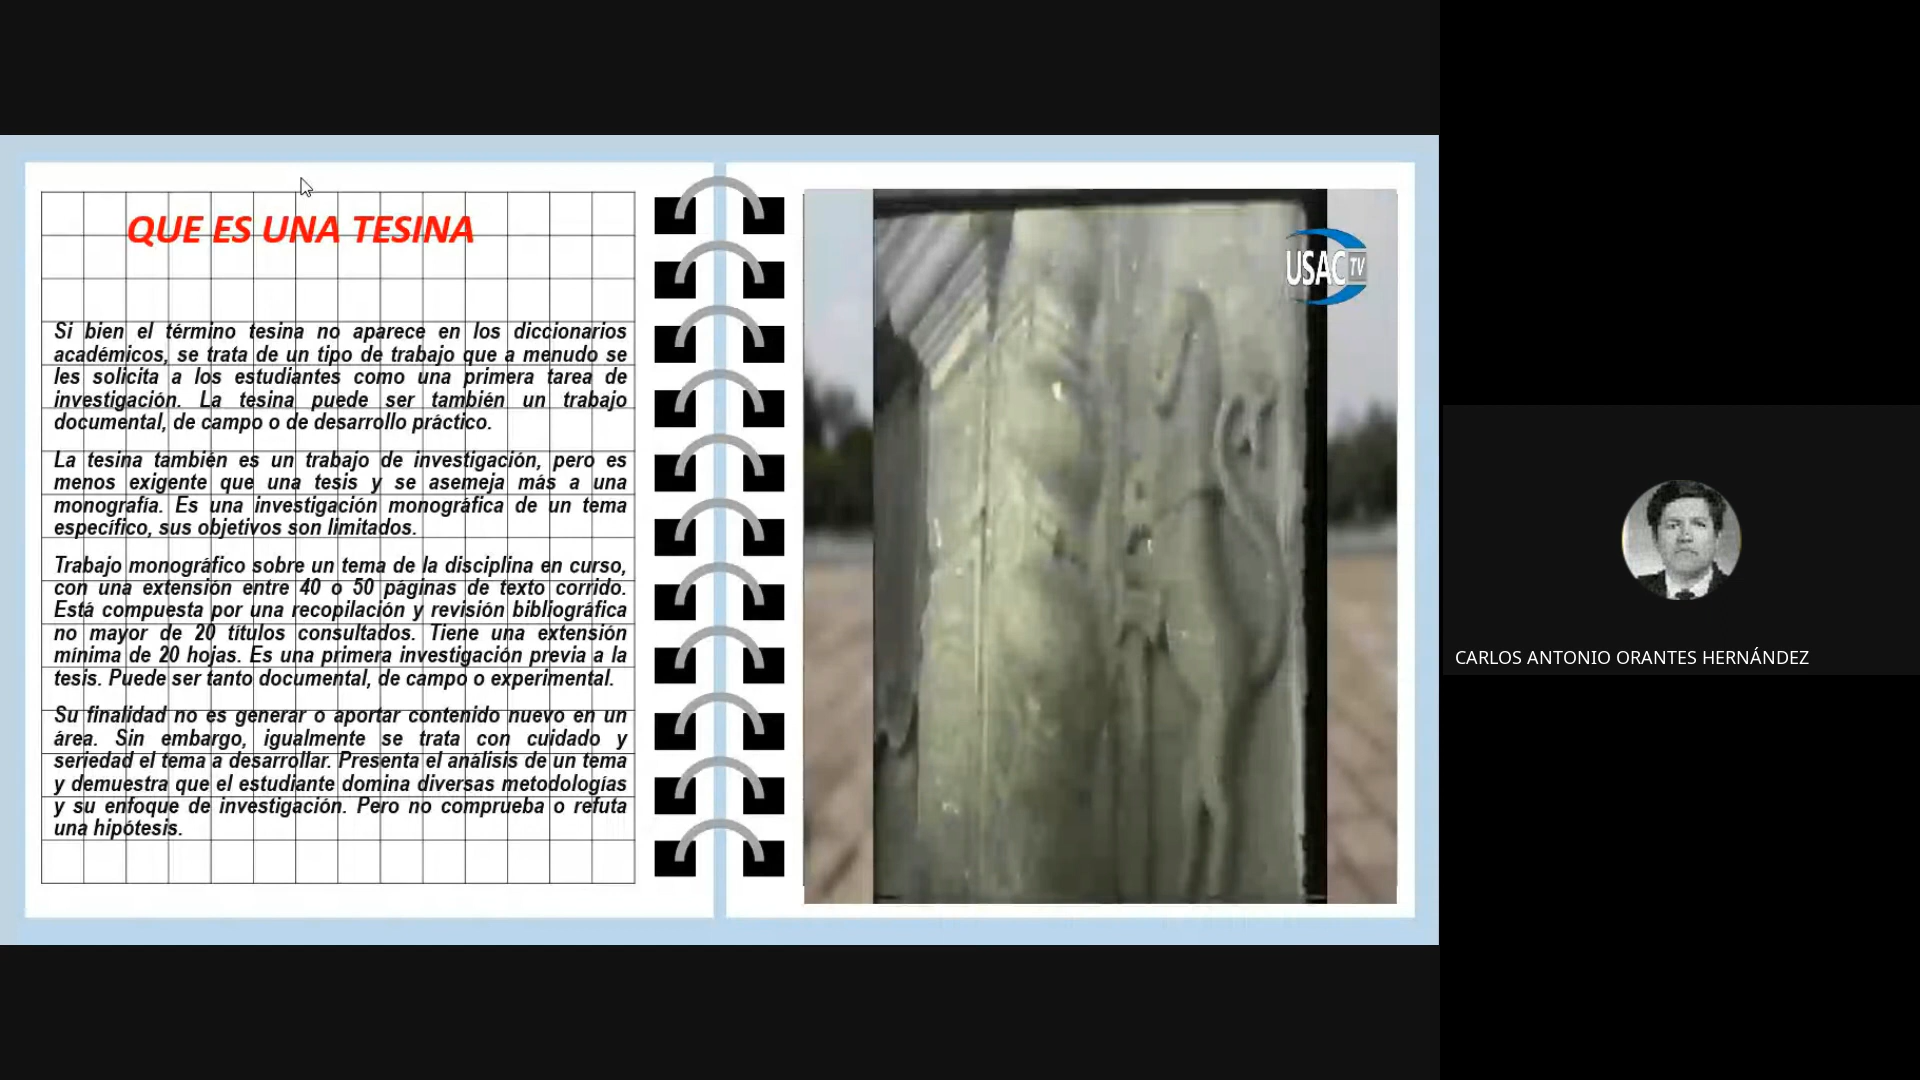 QUE ES UNA TESINA
Si bien el término tesina no aparece en los diccionarios
académicos, se trata de un tipo de trabajo que a menudo se
les solicita a los estudiantes como una primera tarea de
investigación. La tesina puede ser también un trabajo
documental, de campo o de desarrollo práctico.
La tesina también es un trabajo de investigación, pero es
menos exigente que una tesis y se asemeja más a una
monografía. Es una investigación monográfica de un tema
específico, sus objetivos son limitados.
Trabajo monográfico sobre un tema de la disciplina en curso,
con una extensión entre 40 o 50 páginas de texto corrido.
Está compuesta por una recopilación y revisión bibliográfica
no mayor de 20 títulos consultados. Tiene una extensión
mínima de 20 hojas. Es una primera investigación previa a la
tesis. Puede ser tanto documental, de campo o experimental.
Su finalidad no es generar o aportar contenido nuevo en un
área. Sin embargo, igualmente se trata con cuidado y
seriedad el tema a desarrollar. Presenta el análisis de un tema
y demuestra que el estudiante domina diversas metodologías
y su enfoque de investigación. Pero no comprueba o refuta
una hipótesis.
USAC TV
CARLOS ANTONIO ORANTES HERNÁNDEZ